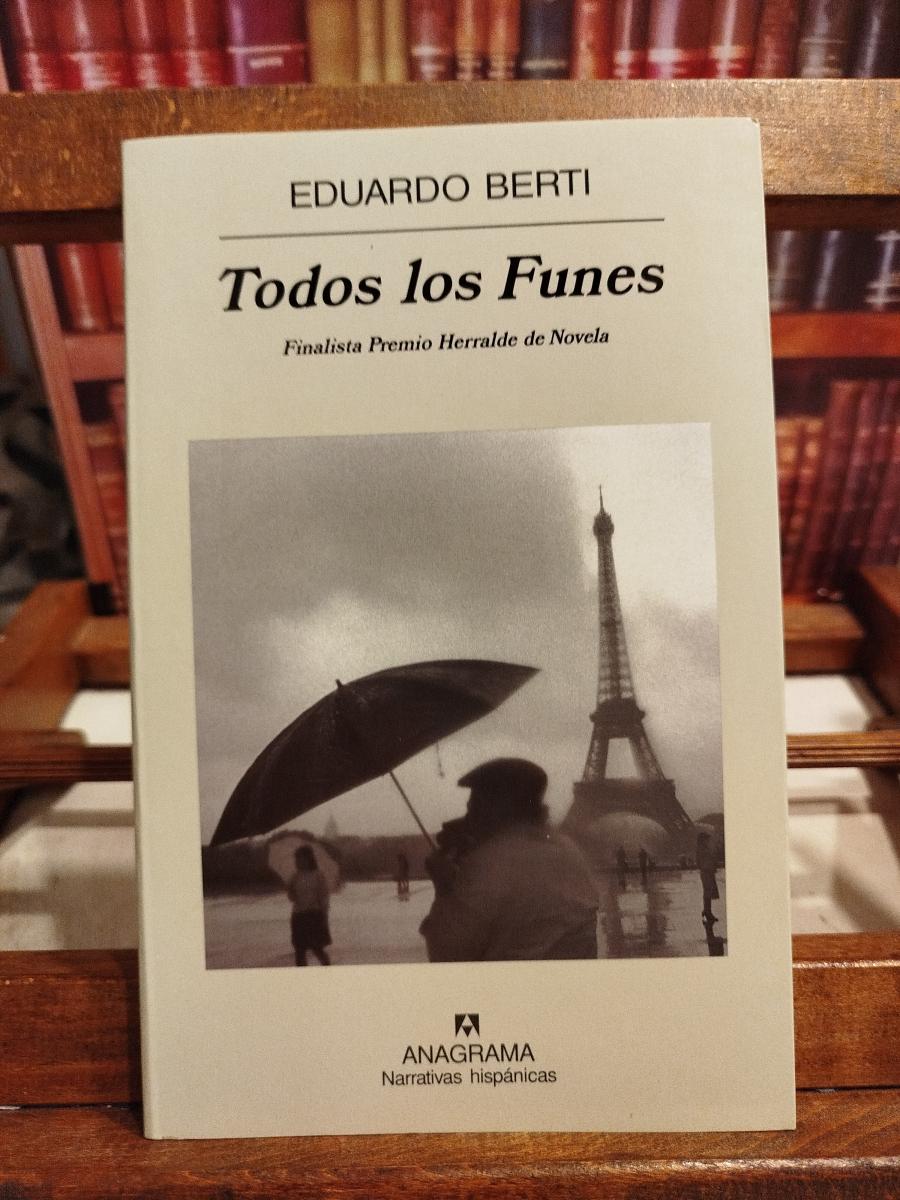 EDUARDO BERTI
Todos los Funes
Finalista Premio Herralde de Novela
ANAGRAMA
Narrativas hispánicas